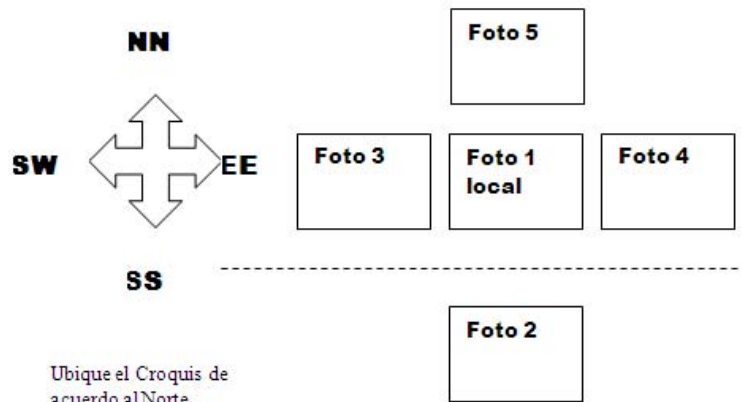 NN
Foto 5
SW
EE
Foto 3
Foto 1
local
Foto 4
SS
Foto 2
Ubique el Croquis de
acuerdo al Norte